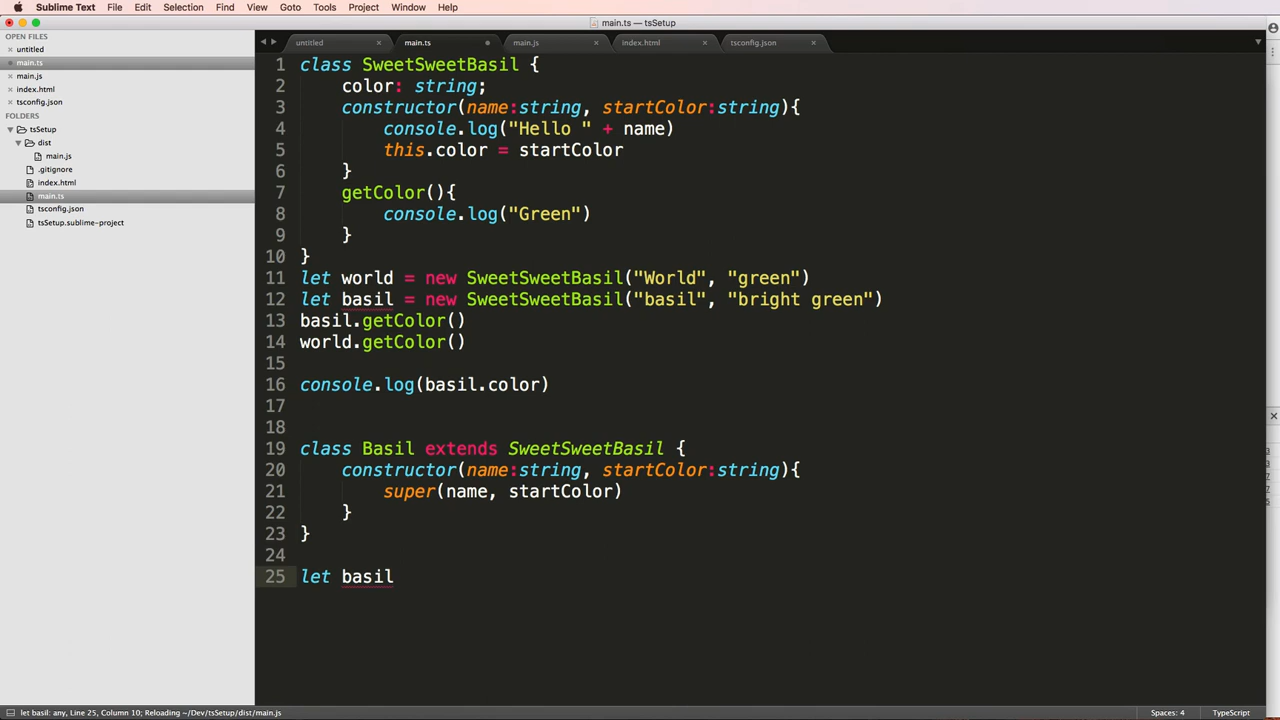 Sublime Text File Edit Selection Find View Goto Tools Project Window Help
main.ts — tsSetup
OPEN FILES
untitled
main.ts
main.js
index.html
tsconfig.json
FOLDERS
tsSetup
dist
main.js
.gitignore
index.html
main.ts
tsconfig.json
tsSetup.sublime-project
untitled main.ts main.js index.html tsconfig.json
1 class SweetSweetBasil {
2 color: string;
3 constructor(name:string, startColor:string){
4 console.log("Hello " + name)
5 this.color = startColor
6 }
7 getColor(){
8 console.log("Green")
9 }
10 }
11 let world = new SweetSweetBasil("World", "green")
12 let basil = new SweetSweetBasil("basil", "bright green")
13 basil.getColor()
14 world.getColor()
15
16 console.log(basil.color)
17
18
19 class Basil extends SweetSweetBasil {
20 constructor(name:string, startColor:string){
21 super(name, startColor)
22 }
23 }
24
25 let basil
let basil: any, Line 25, Column 10; Reloading ~/Dev/tsSetup/dist/main.js
Spaces: 4 TypeScript